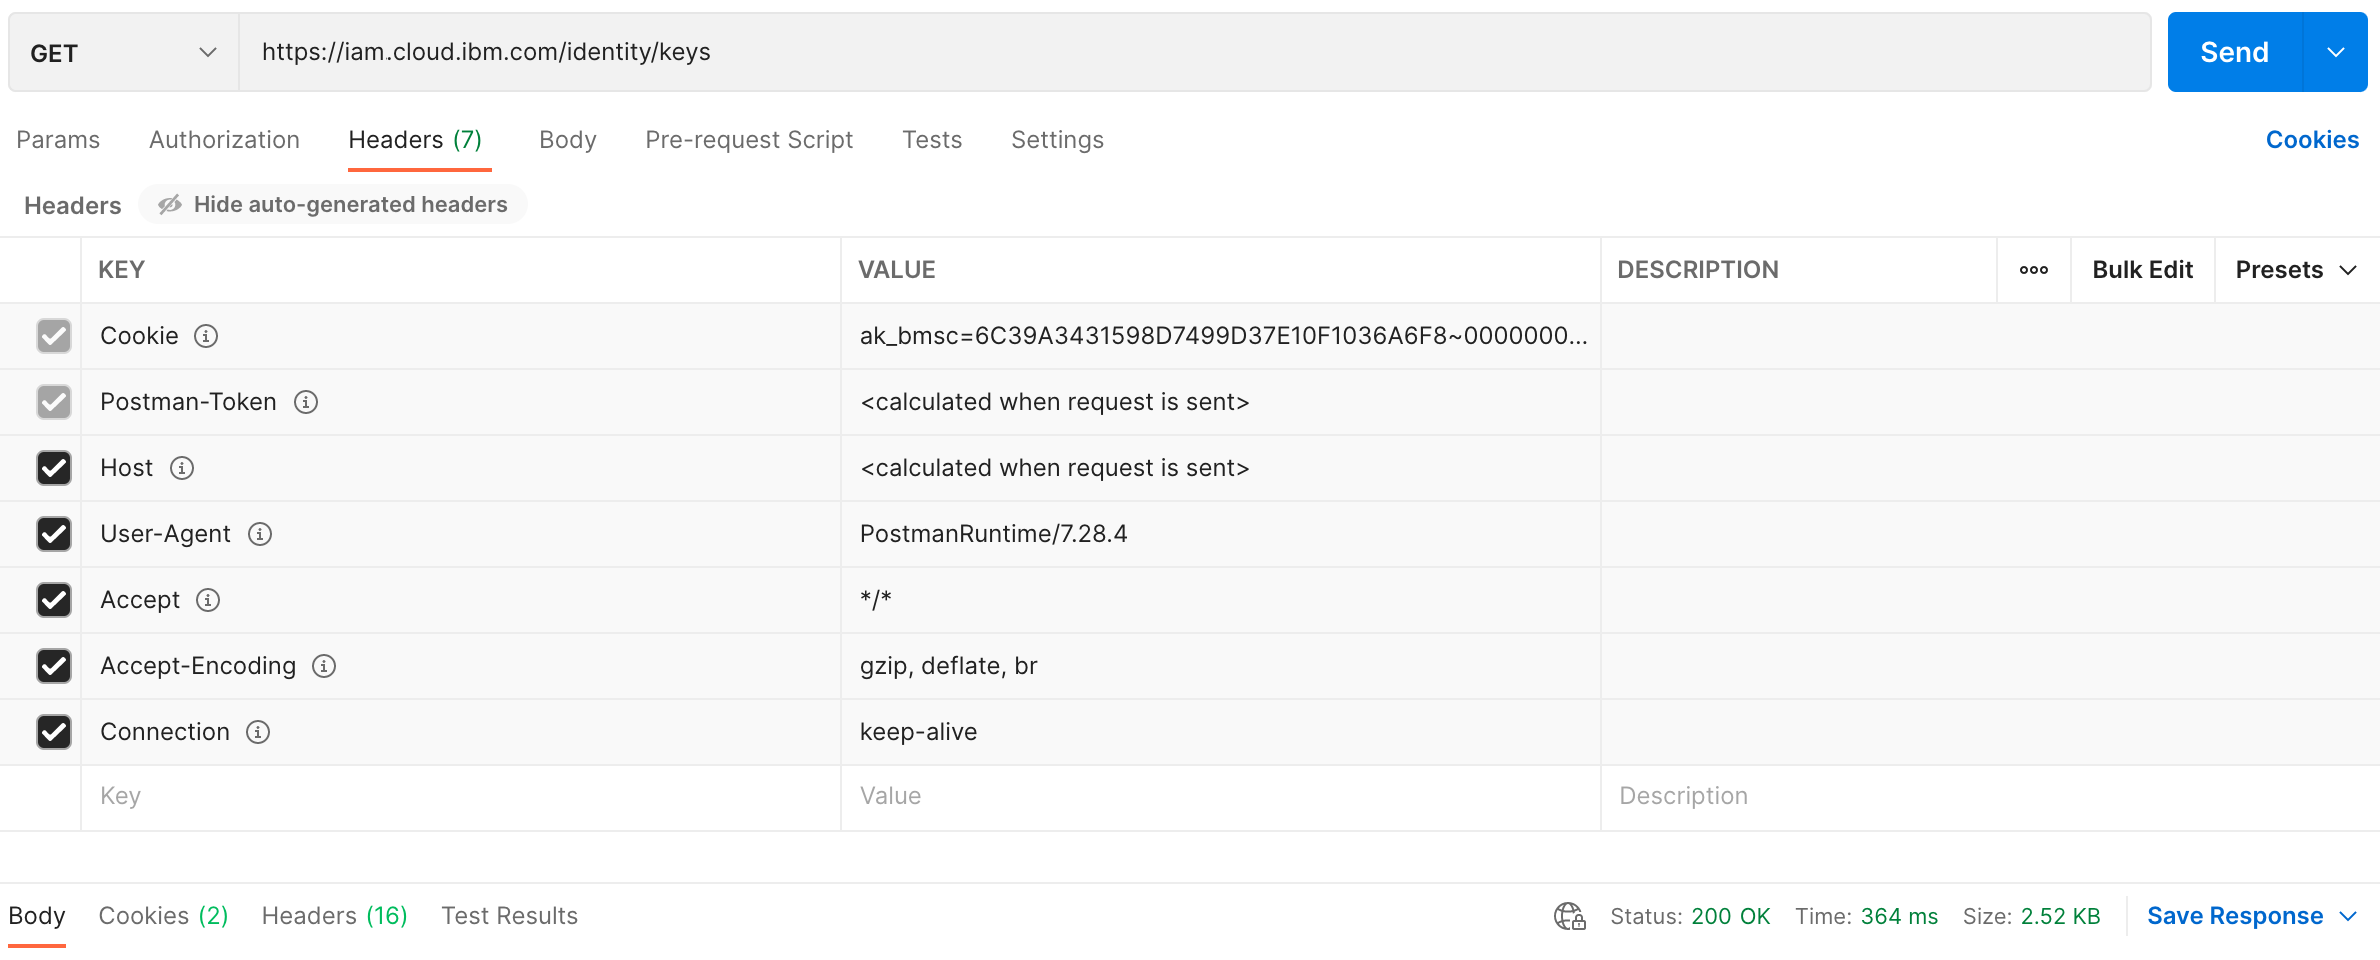 GET https://iam.cloud.ibm.com/identity/keys Send
Params Authorization Headers (7) Body Pre-request Script Tests Settings Cookies
Headers Hide auto-generated headers
KEY VALUE DESCRIPTION Bulk Edit Presets
Cookie ak_bmsc=6C39A3431598D7499D37E10F1036A6F8~0000000...
Postman-Token <calculated when request is sent>
Host <calculated when request is sent>
User-Agent PostmanRuntime/7.28.4
Accept */*
Accept-Encoding gzip, deflate, br
Connection keep-alive
Key Value Description
Body Cookies (2) Headers (16) Test Results Status: 200 OK Time: 364 ms Size: 2.52 KB Save Response